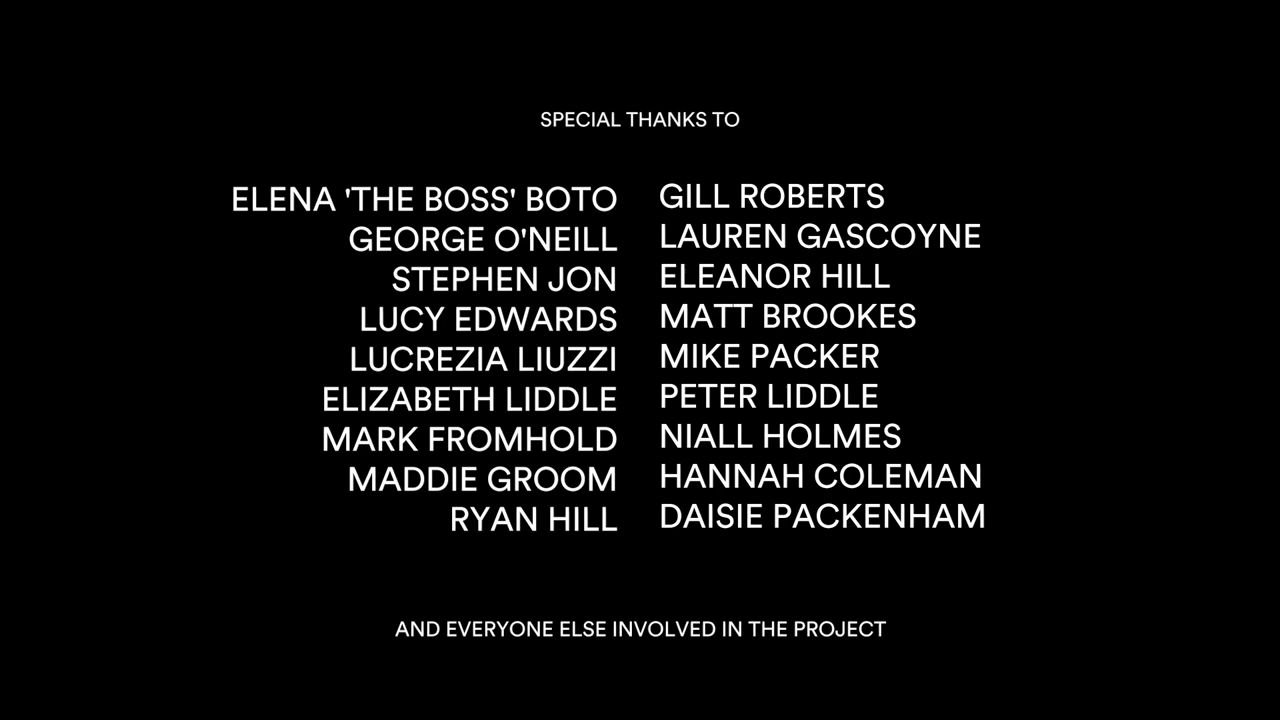 SPECIAL THANKS TO
ELENA 'THE BOSS' BOTO
GEORGE O'NEILL
STEPHEN JON
LUCY EDWARDS
LUCREZIA LIUZZI
ELIZABETH LIDDLE
MARK FROMHOLD
MADDIE GROOM
RYAN HILL
GILL ROBERTS
LAUREN GASCOYNE
ELEANOR HILL
MATT BROOKES
MIKE PACKER
PETER LIDDLE
NIALL HOLMES
HANNAH COLEMAN
DAISIE PACKENHAM
AND EVERYONE ELSE INVOLVED IN THE PROJECT